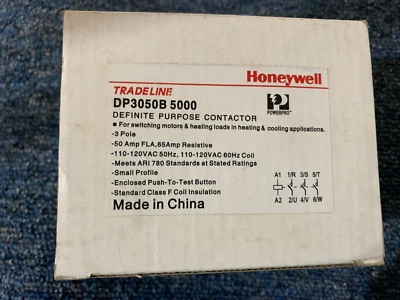 Honeywell
TRADELINE
DP3050B 5000
DEFINITE PURPOSE CONTACTOR
POWERPRO
▪ For switching motors & heating loads in heating & cooling applications.
-3 Pole
-50 Amp FLA,65Amp Resistive
-110-120VAC 50Hz, 110-120VAC 60Hz Coil
-Meets ARI 780 Standards at Stated Ratings
-Small Profile
-Enclosed Push-To-Test Button
-Standard Class F Coil Insulation
Made in China
A1 1/R 3/S 5/T
A2 2/U 4/V 6/W